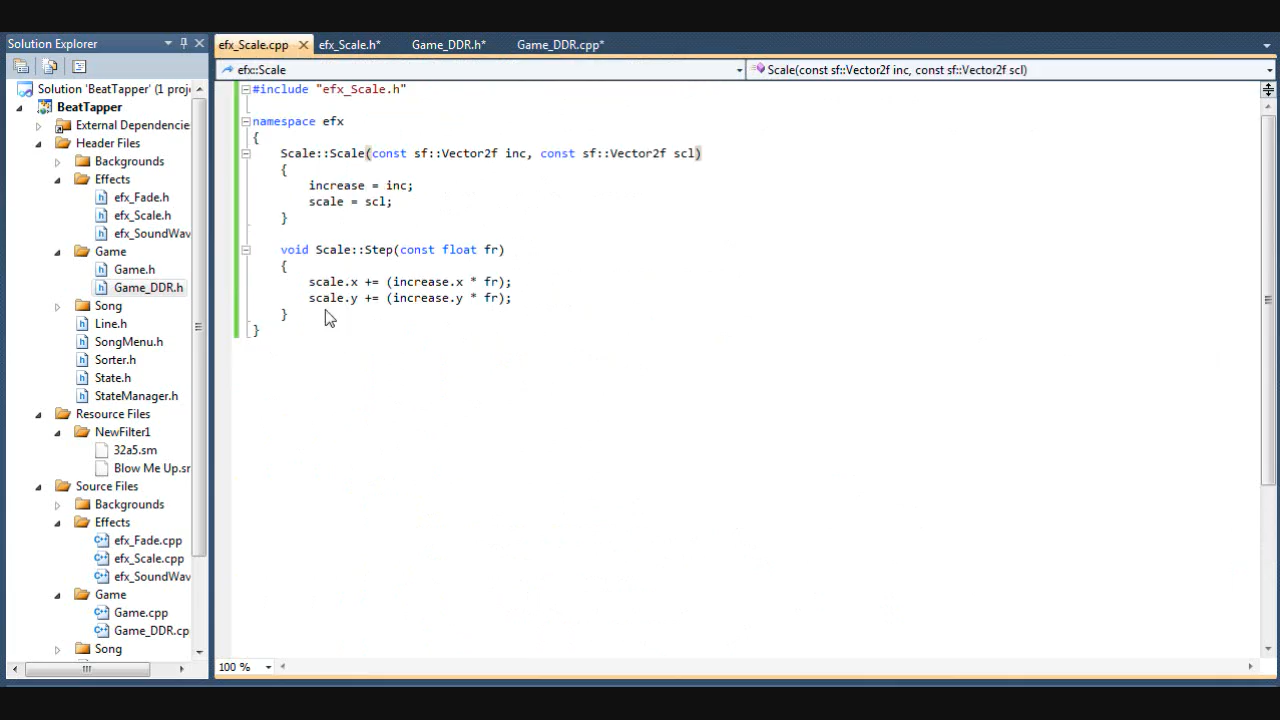 Solution Explorer
Solution 'BeatTapper' (1 proj
BeatTapper
External Dependencie
Header Files
Backgrounds
Effects
efx_Fade.h
efx_Scale.h
efx_SoundWav
Game
Game.h
Game_DDR.h
Song
Line.h
SongMenu.h
Sorter.h
State.h
StateManager.h
Resource Files
NewFilter1
32a5.sm
Blow Me Up.sr
Source Files
Backgrounds
Effects
efx_Fade.cpp
efx_Scale.cpp
efx_SoundWav
Game
Game.cpp
Game_DDR.cp
Song
efx_Scale.cpp efx_Scale.h* Game_DDR.h* Game_DDR.cpp*
efx::Scale Scale(const sf::Vector2f inc, const sf::Vector2f scl)
#include "efx_Scale.h"
namespace efx
{
Scale::Scale(const sf::Vector2f inc, const sf::Vector2f scl)
{
increase = inc;
scale = scl;
}
void Scale::Step(const float fr)
{
scale.x += (increase.x * fr);
scale.y += (increase.y * fr);
}
}
100 %